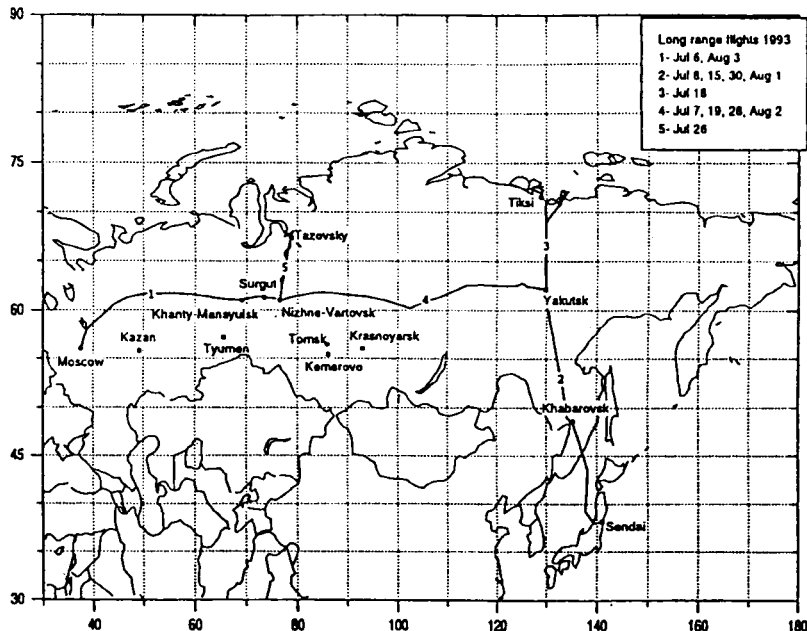 90
75
60
45
30
Long range flights 1993
1- Jul 6, Aug 3
2- Jul 8, 15, 30, Aug 1
3- Jul 16
4- Jul 7, 19, 28, Aug 2
5- Jul 26
Tiksi
3
Tazovsky
5
Surgut
1
4
Yakutsk
Khanty-Manayulsk
Nizhne-Vartovsk
Kazan
Tyumen
Tomsk
Krasnoyarsk
Moscow
Kemerovo
2
Khabarovsk
Sendai
40
60
80
100
120
140
160
180